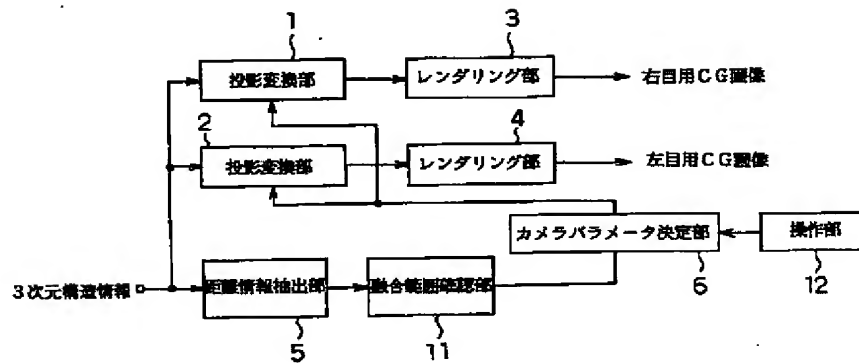 1
3
投影変換部
レンダリング部
右目用CG画像
2
4
投影変換部
レンダリング部
左目用CG画像
カメラパラメータ決定部
操作部
6
12
3次元構造情報
距離情報抽出部
融合範囲確認部
5
11